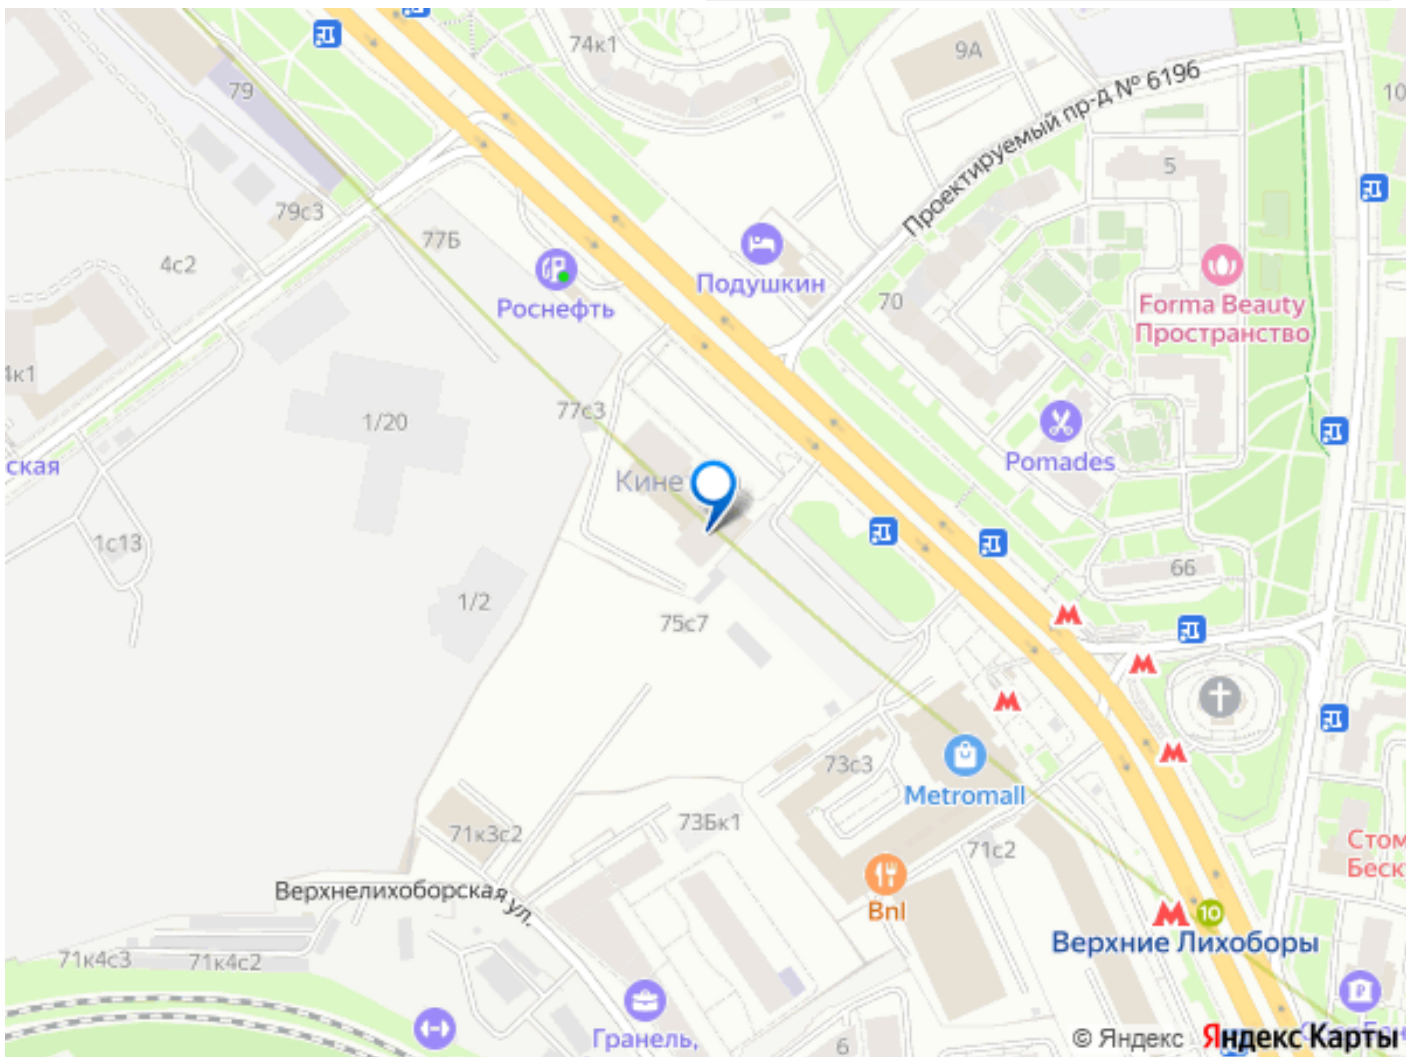 74к1
9А
79
Проектируемый пр-д № 6196
10
5
79с3
77Б
4с2
Подушкин
Роснефть
70
Forma Beauty
Пространство
4к1
77с3
1/20
ская
Pomades
Кине
1с13
66
1/2
75с7
73с3
Metromall
71к3с2
73Бк1
71с2
Стом
Беск
Верхнелихоборская ул.
Bnl
10
Верхние Лихоборы
71к4с3
71к4с2
Гранель,
6
© Яндекс Яндекс Карты